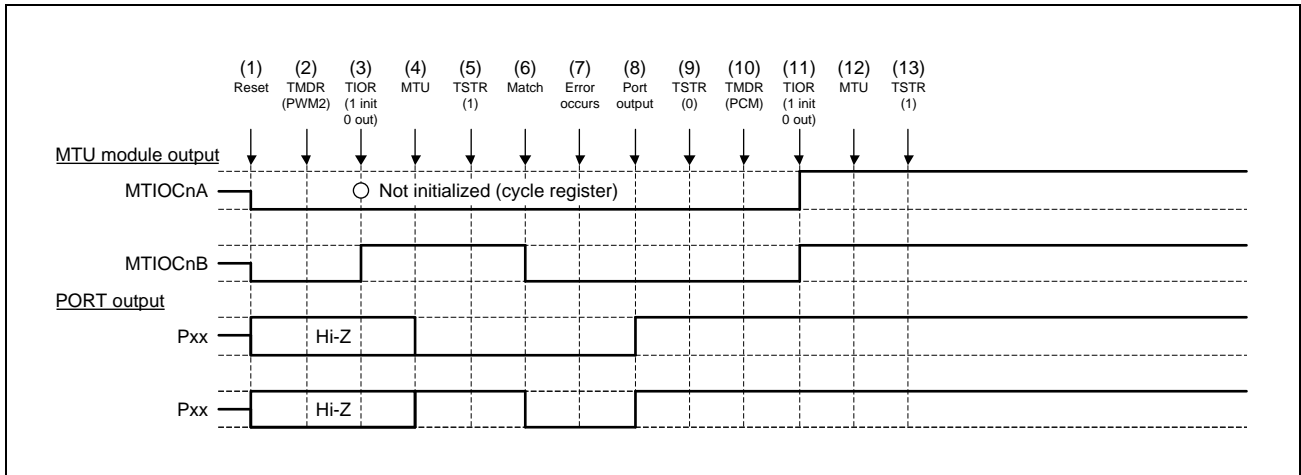 (1) (2) (3) (4) (5) (6) (7) (8) (9) (10) (11) (12) (13)
Reset TMDR TIOR MTU TSTR Match Error Port TSTR TMDR TIOR MTU TSTR
(PWM2) (1 init (1) occurs output (0) (PCM) (1 init (1)
0 out) 0 out)
MTU module output
MTIOCnA Not initialized (cycle register)
MTIOCnB
PORT output
Pxx Hi-Z
Pxx Hi-Z